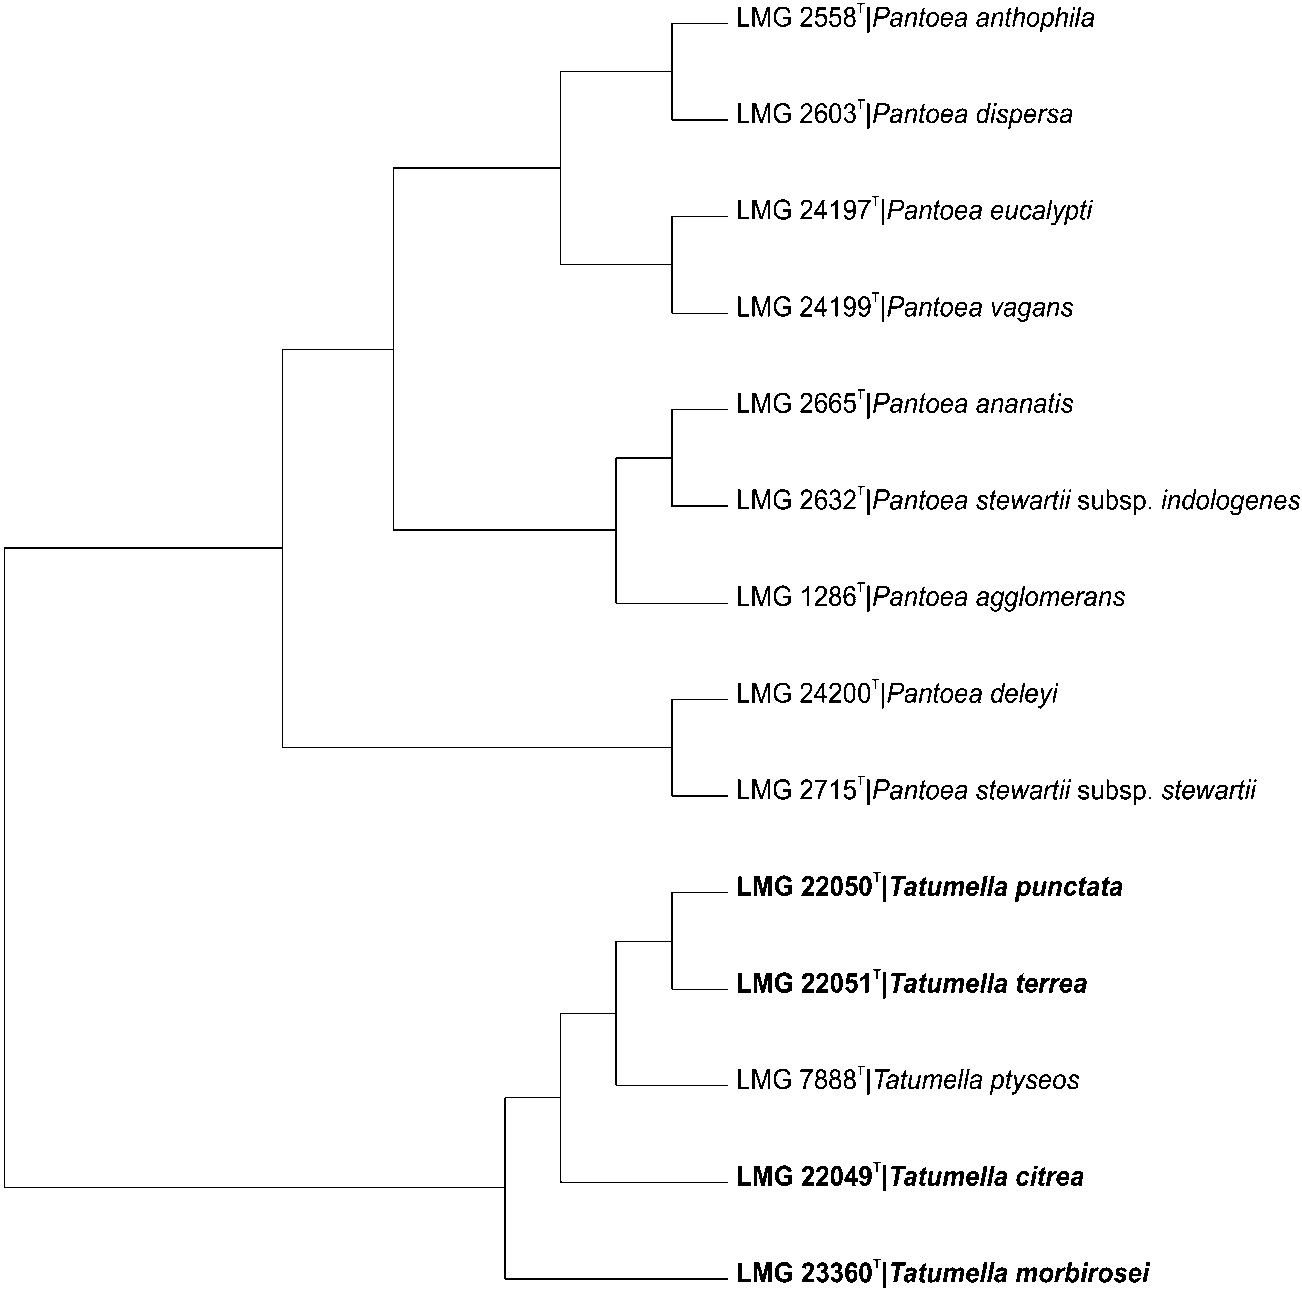 LMG 2558ᵀ|Pantoea anthophila
LMG 2603ᵀ|Pantoea dispersa
LMG 24197ᵀ|Pantoea eucalypti
LMG 24199ᵀ|Pantoea vagans
LMG 2665ᵀ|Pantoea ananatis
LMG 2632ᵀ|Pantoea stewartii subsp. indologenes
LMG 1286ᵀ|Pantoea agglomerans
LMG 24200ᵀ|Pantoea deleyi
LMG 2715ᵀ|Pantoea stewartii subsp. stewartii
LMG 22050ᵀ|Tatumella punctata
LMG 22051ᵀ|Tatumella terrea
LMG 7888ᵀ|Tatumella ptyseos
LMG 22049ᵀ|Tatumella citrea
LMG 23360ᵀ|Tatumella morbirosei